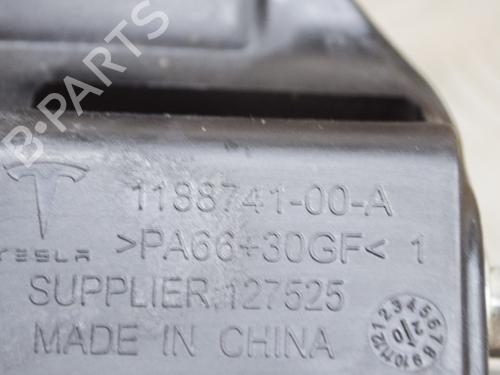 B-PARTS
1188741-00-A
TESLA >PA66+30GF< 1
SUPPLIER:127525
MADE IN CHINA